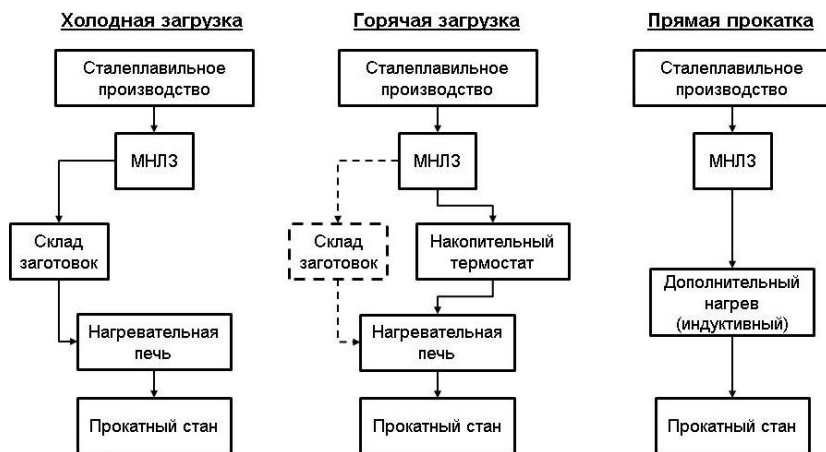 Холодная загрузка
Сталеплавильное
производство
МНЛЗ
Склад
заготовок
Нагревательная
печь
Прокатный стан
Горячая загрузка
Сталеплавильное
производство
МНЛЗ
Склад
заготовок
Накопительный
термостат
Нагревательная
печь
Прокатный стан
Прямая прокатка
Сталеплавильное
производство
МНЛЗ
Дополнительный
нагрев
(индуктивный)
Прокатный стан